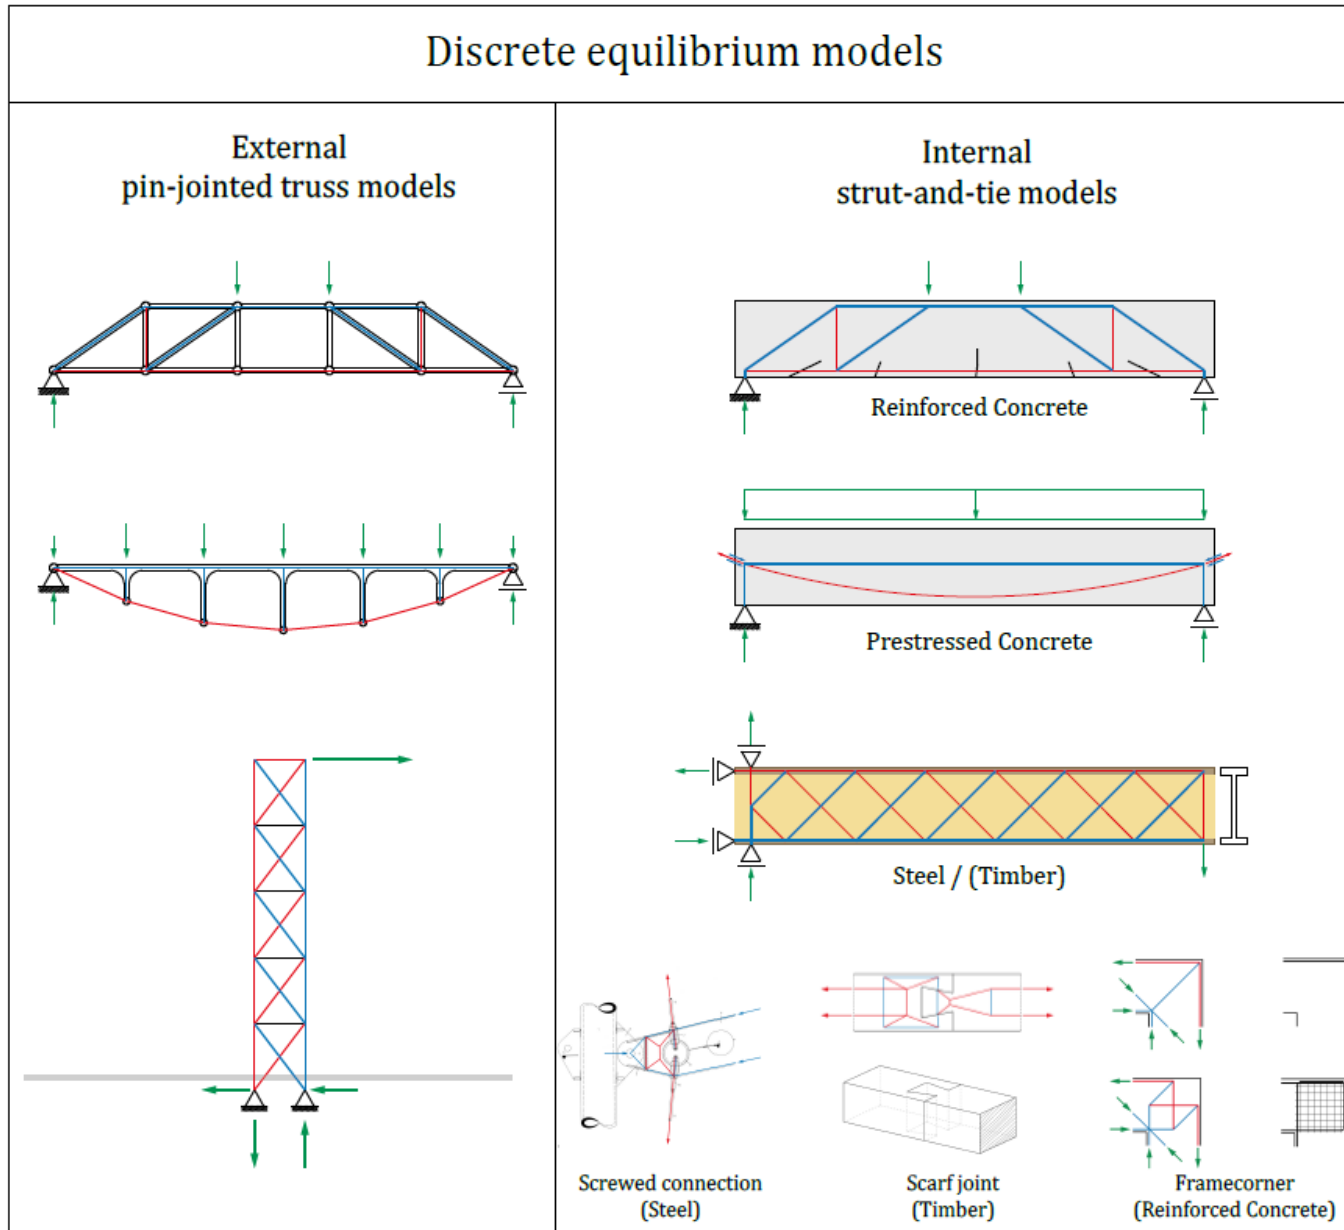 Discrete equilibrium models
External
pin-jointed truss models
Internal
strut-and-tie models
Reinforced Concrete
Prestressed Concrete
Steel / (Timber)
Screwed connection
(Steel)
Scarf joint
(Timber)
Framecorner
(Reinforced Concrete)